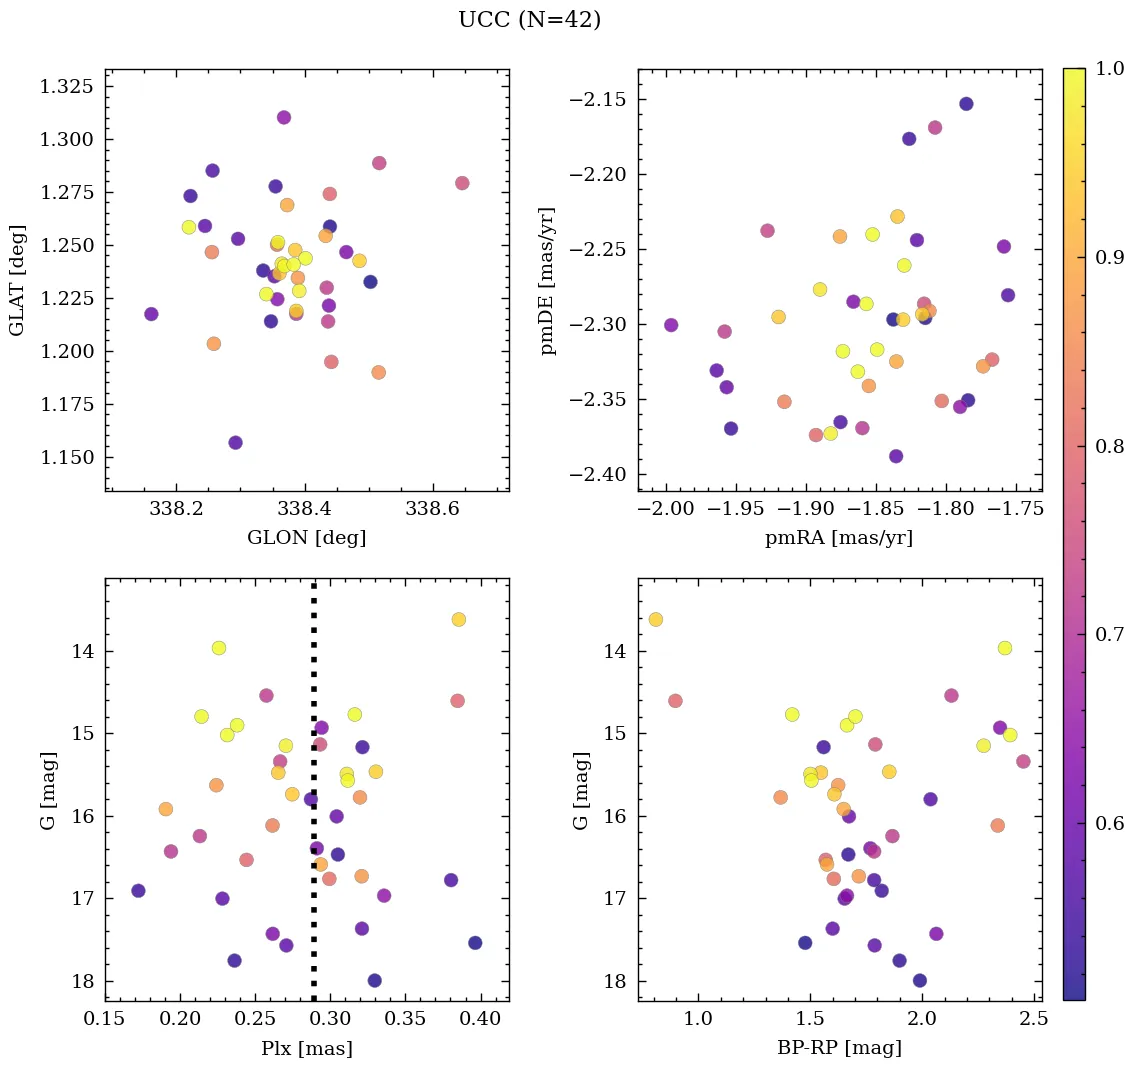 UCC (N=42)
1.325
1.300
1.275
1.250
1.225
1.200
1.175
1.150
GLAT [deg]
338.2 338.4 338.6
GLON [deg]
−2.15
−2.20
−2.25
−2.30
−2.35
−2.40
pmDE [mas/yr]
−2.00 −1.95 −1.90 −1.85 −1.80 −1.75
pmRA [mas/yr]
1.0
0.9
0.8
0.7
0.6
14
15
16
17
18
G [mag]
0.15 0.20 0.25 0.30 0.35 0.40
Plx [mas]
14
15
16
17
18
G [mag]
1.0 1.5 2.0 2.5
BP-RP [mag]